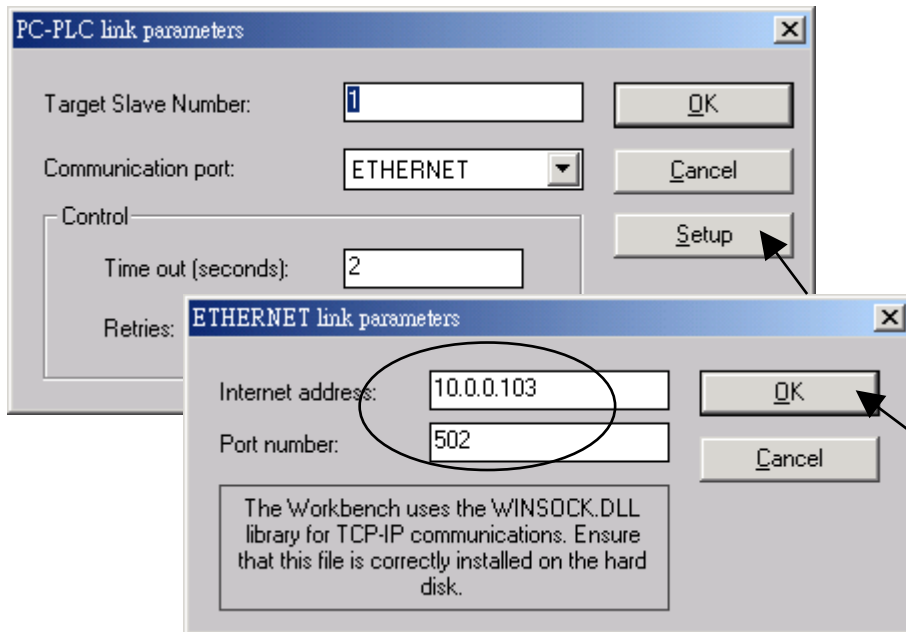 PC-PLC link parameters
Target Slave Number:
1
OK
Communication port:
ETHERNET
Cancel
Control
Setup
Time out (seconds):
2
Retries:
ETHERNET link parameters
Internet address:
10.0.0.103
OK
Port number:
502
Cancel
The Workbench uses the WINSOCK.DLL
library for TCP-IP communications. Ensure
that this file is correctly installed on the hard
disk.